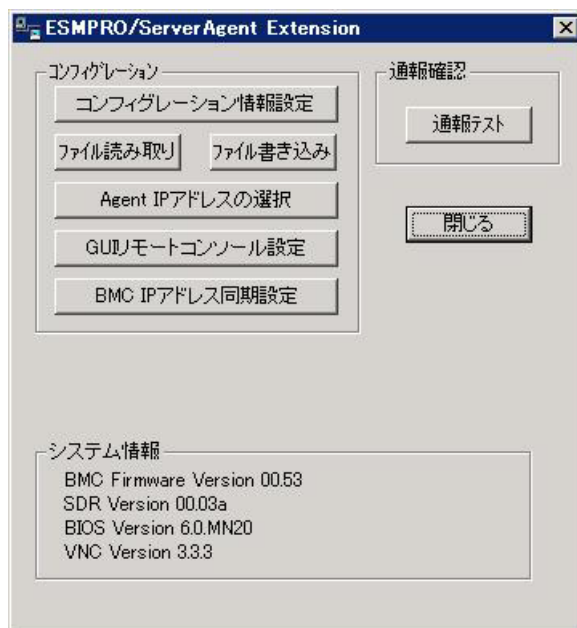 ESMPRO/ServerAgent Extension
コンフィグレーション
コンフィグレーション情報設定
ファイル読み取り ファイル書き込み
Agent IPアドレスの選択
GUIリモートコンソール設定
BMC IPアドレス同期設定
通報確認
通報テスト
閉じる
システム情報
BMC Firmware Version 00.53
SDR Version 00.03a
BIOS Version 6.0.MN20
VNC Version 3.3.3